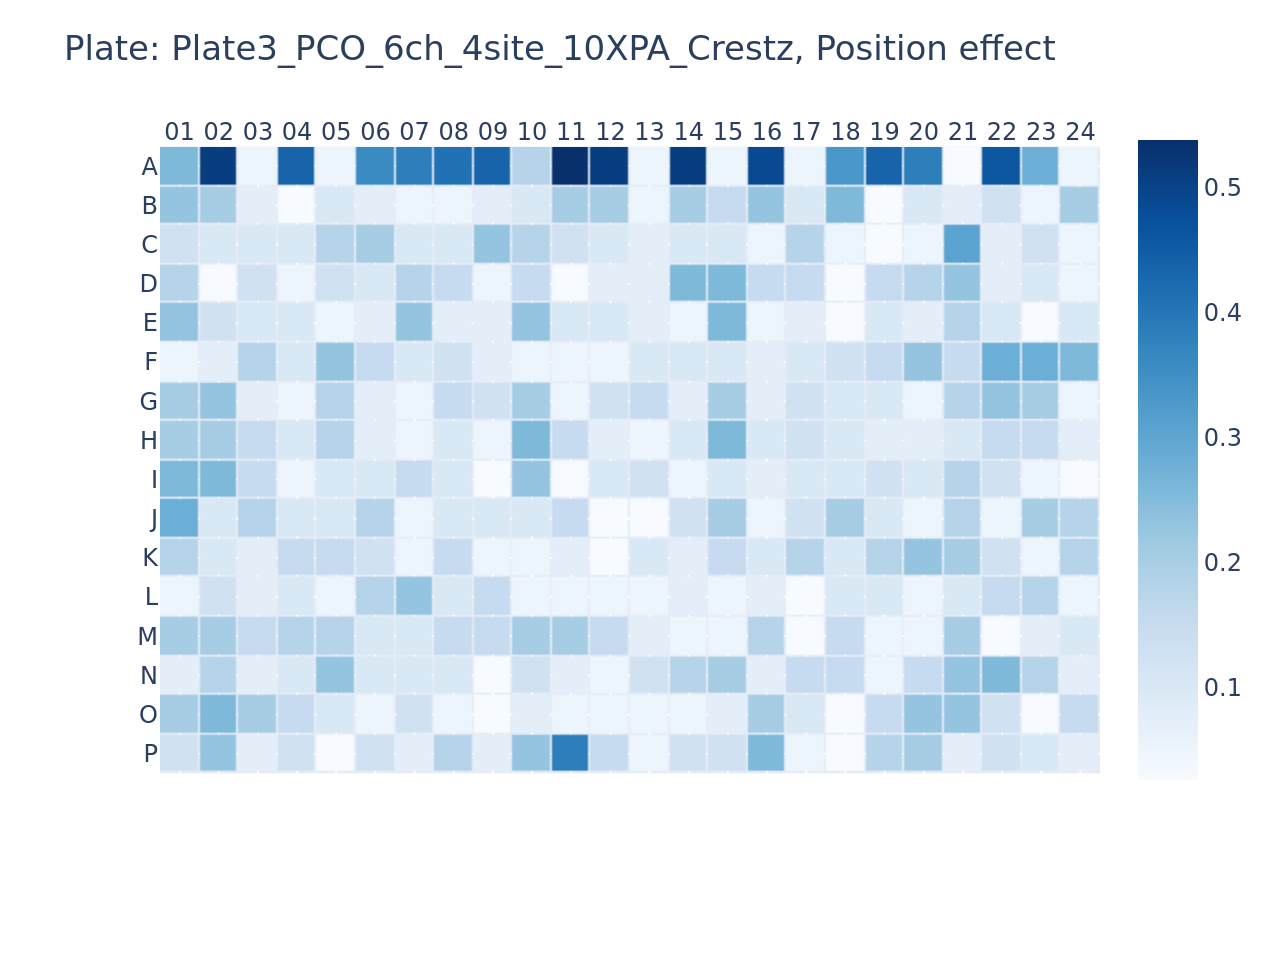 Plate: Plate3_PCO_6ch_4site_10XPA_Crestz, Position effect
01 02 03 04 05 06 07 08 09 10 11 12 13 14 15 16 17 18 19 20 21 22 23 24
A
B
C
D
E
F
G
H
I
J
K
L
M
N
O
P
0.5
0.4
0.3
0.2
0.1